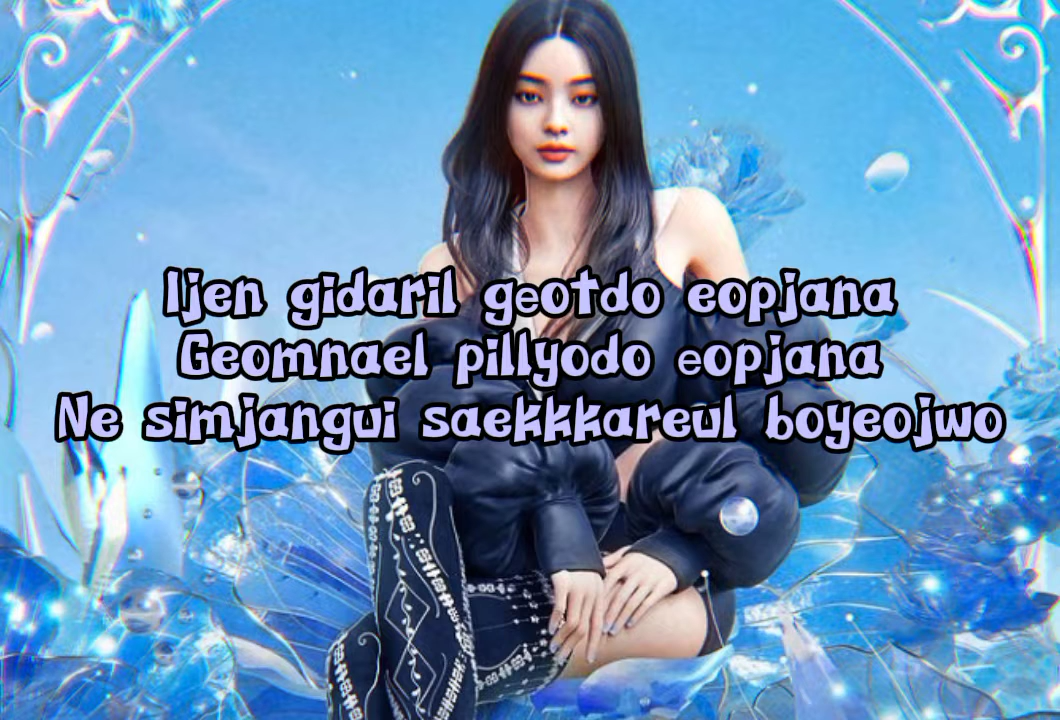 Ijen gidaril geotdo eopjana
Geomnael pillyodo eopjana
Ne simjangui saekkkareul boyeojwo